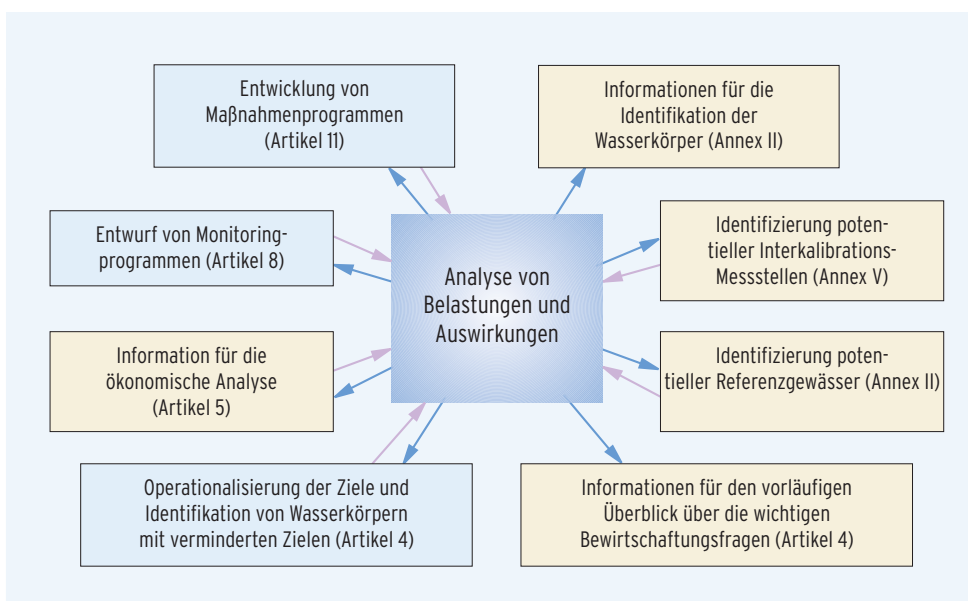 Entwicklung von
Maßnahmenprogrammen
(Artikel 11)
Informationen für die
Identifikation der
Wasserkörper (Annex II)
Entwurf von Monitoring-
programmen (Artikel 8)
Identifizierung poten-
tieller Interkalibrations-
Messstellen (Annex V)
Analyse von
Belastungen und
Auswirkungen
Information für die
ökonomische Analyse
(Artikel 5)
Identifizierung poten-
tieller Referenzgewässer (Annex II)
Operationalisierung der Ziele und
Identifikation von Wasserkörpern
mit verminderten Zielen (Artikel 4)
Informationen für den vorläufigen
Überblick über die wichtigen
Bewirtschaftungsfragen (Artikel 4)